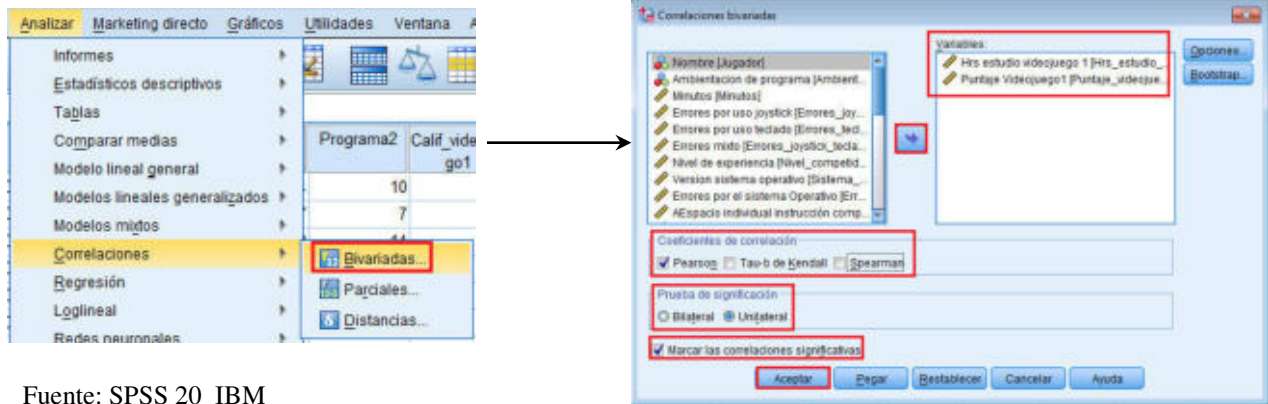 Analizar Marketing directo Gráficos Utilidades Ventana
Informes
Estadísticos descriptivos
Tablas
Comparar medias
Modelo lineal general
Modelos lineales generalizados
Modelos mixtos
Correlaciones
Regresión
Loglineal
Redes neuronales
Programa2 Calif_vide
go1
10
7
Bivariadas...
Parciales...
Distancias...
Fuente: SPSS 20 IBM
Correlaciones bivariadas
Nombre [Jugador]
Ambientacion de programa [Ambient...
Minutos [Minutos]
Errores por uso joystick [Errores_joy...
Errores por uso teclado [Errores_tecl...
Errores mixto [Errores_joystick_tecla...
Nivel de experiencia [Nivel_competid...
Version sistema operativo [Sistema_...
Errores por el sistema Operativo [Err...
AEspacio individual instrucción comp...
Variables:
Hrs estudio videojuego 1 [Hrs_estudio_...
Puntaje Videojuego1 [Puntaje_videojue...
Opciones...
Bootstrap...
Coeficientes de correlación
Pearson Tau-b de Kendall Spearman
Prueba de significación
Bilateral Unilateral
Marcar las correlaciones significativas
Aceptar Pegar Restablecer Cancelar Ayuda